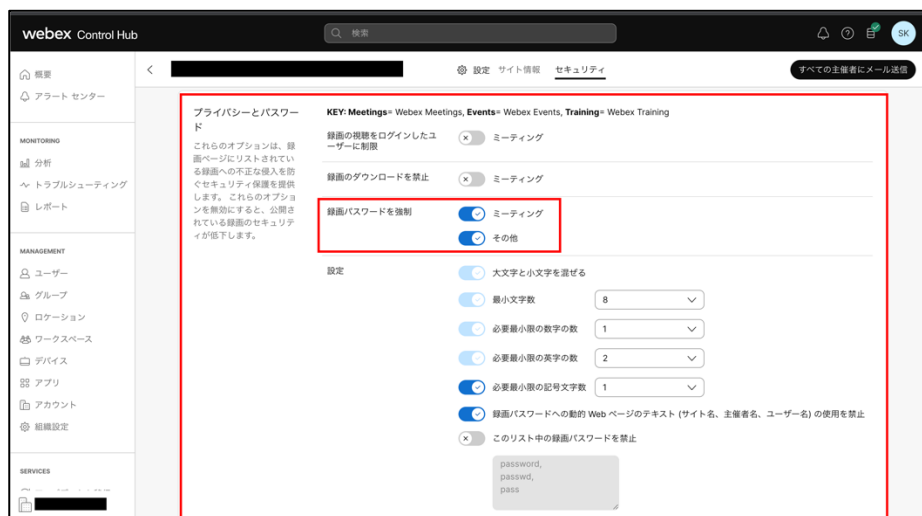 webex Control Hub
検索
SK
概要
アラート センター
MONITORING
分析
トラブルシューティング
レポート
MANAGEMENT
ユーザー
グループ
ロケーション
ワークスペース
デバイス
アプリ
アカウント
組織設定
SERVICES
設定 サイト情報 セキュリティ
すべての主催者にメール送信
プライバシーとパスワー
ド
これらのオプションは、録
画ページにリストされてい
る録画への不正な侵入を防
ぐセキュリティ保護を提供
します。 これらのオプショ
ンを無効にすると、公開さ
れている録画のセキュリテ
ィが低下します。
KEY: Meetings= Webex Meetings, Events= Webex Events, Training= Webex Training
録画の視聴をログインしたユ
ーザーに制限
ミーティング
録画のダウンロードを禁止
ミーティング
録画パスワードを強制
ミーティング
その他
設定
大文字と小文字を混ぜる
最小文字数 8
必要最小限の数字の数 1
必要最小限の英字の数 2
必要最小限の記号文字数 1
録画パスワードへの動的 Web ページのテキスト (サイト名、主催者名、ユーザー名) の使用を禁止
このリスト中の録画パスワードを禁止
password,
passwd,
pass